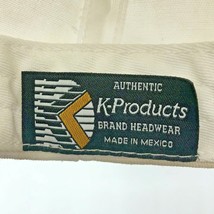 AUTHENTIC
K-Products
BRAND HEADWEAR
MADE IN MEXICO